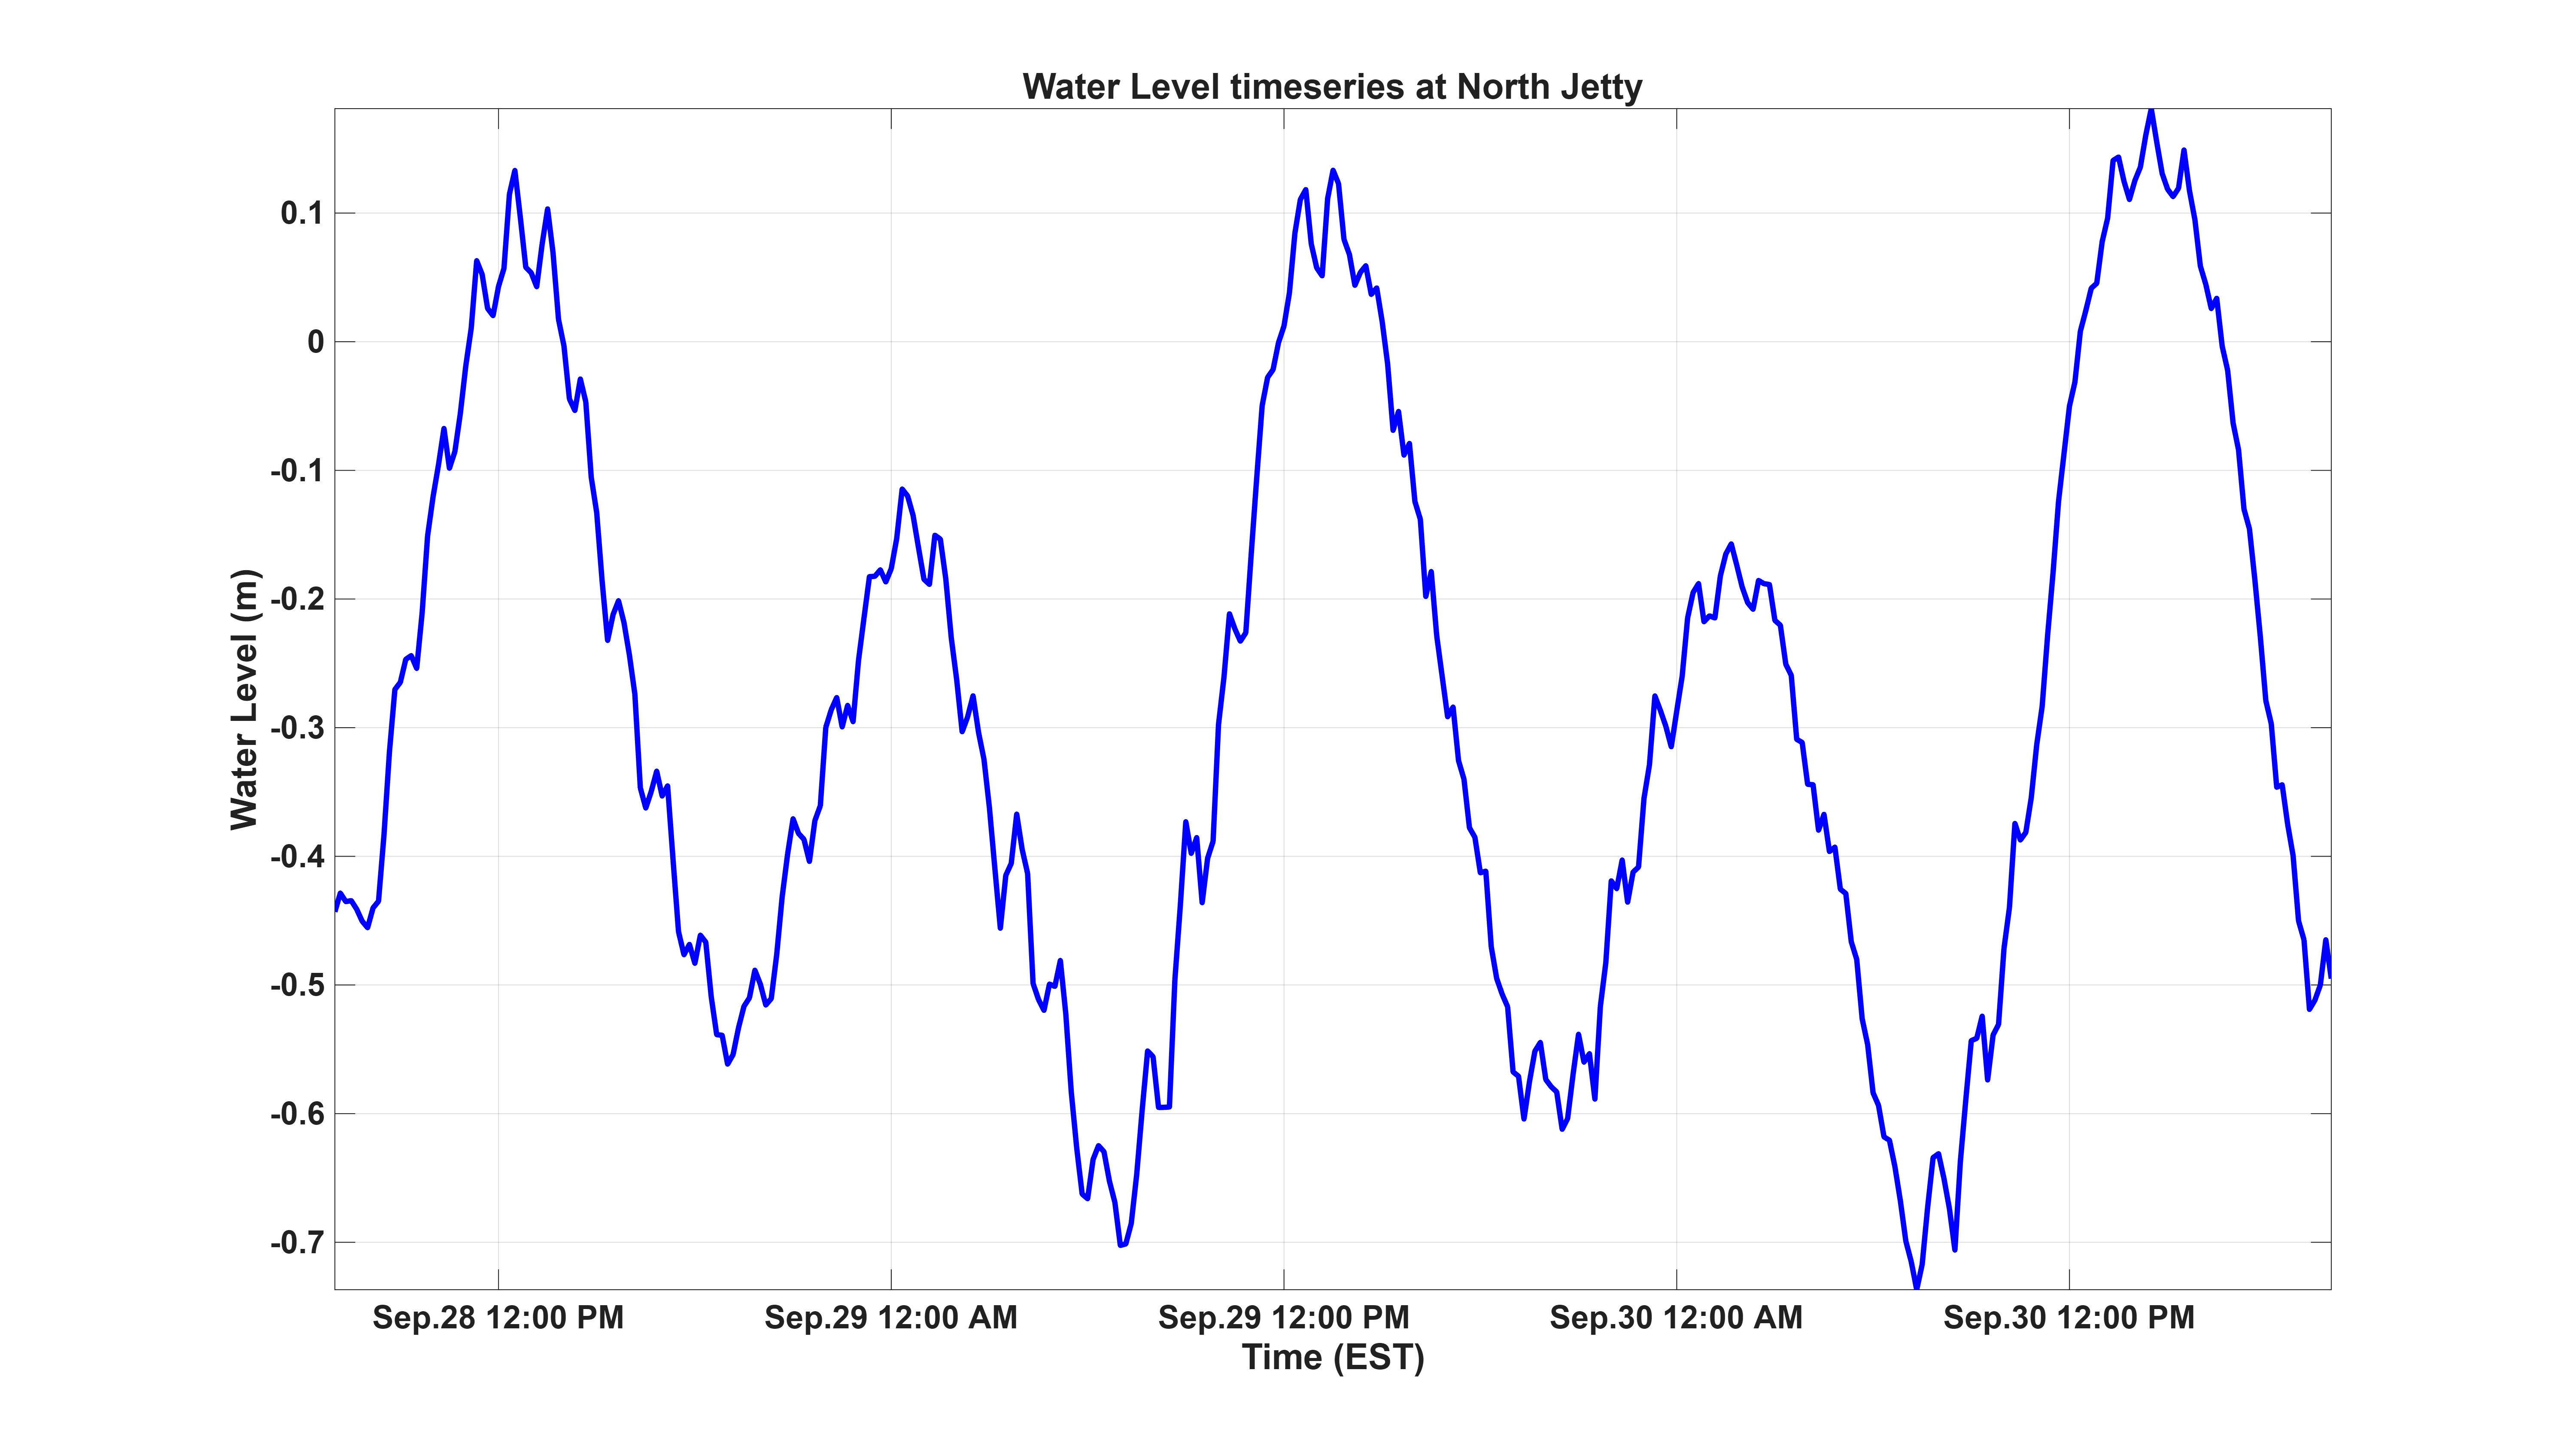 Water Level timeseries at North Jetty
0.1
0
-0.1
-0.2
-0.3
-0.4
-0.5
-0.6
-0.7
Water Level (m)
Sep.28 12:00 PM
Sep.29 12:00 AM
Sep.29 12:00 PM
Sep.30 12:00 AM
Sep.30 12:00 PM
Time (EST)